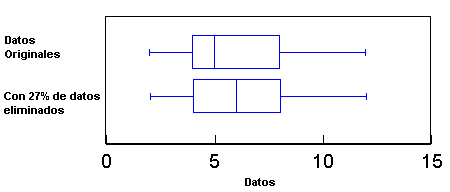 Datos
Originales
Con 27% de datos
eliminados
0 5 10 15
Datos